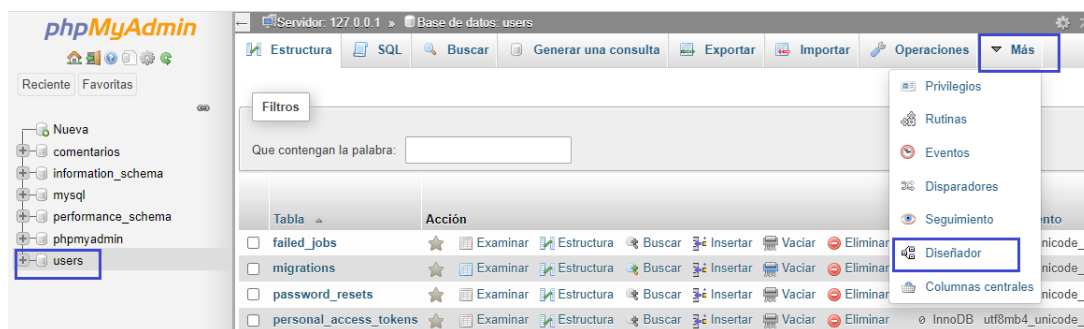 phpMyAdmin
Reciente Favoritas
Nueva
comentarios
information_schema
mysql
performance_schema
phpmyadmin
users
Servidor: 127.0.0.1 » Base de datos: users
Estructura SQL Buscar Generar una consulta Exportar Importar Operaciones Más
Privilegios
Rutinas
Eventos
Disparadores
Seguimiento
Diseñador
Columnas centrales
Filtros
Que contengan la palabra:
Tabla Acción
failed_jobs Examinar Estructura Buscar Insertar Vaciar Eliminar
migrations Examinar Estructura Buscar Insertar Vaciar Eliminar
password_resets Examinar Estructura Buscar Insertar Vaciar Eliminar
personal_access_tokens Examinar Estructura Buscar Insertar Vaciar Eliminar 0 InnoDB utf8mb4_unicode_